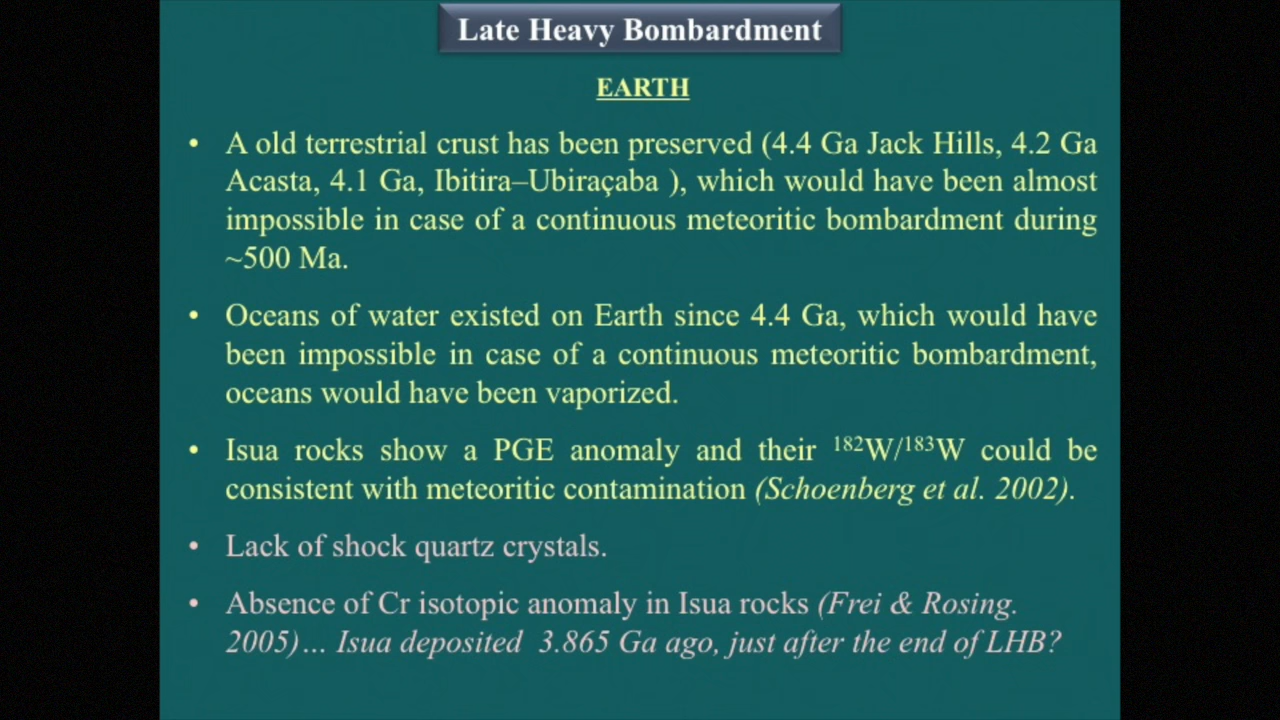 Late Heavy Bombardment
EARTH
• A old terrestrial crust has been preserved (4.4 Ga Jack Hills, 4.2 Ga
Acasta, 4.1 Ga, Ibitira–Ubiraçaba ), which would have been almost
impossible in case of a continuous meteoritic bombardment during
~500 Ma.
• Oceans of water existed on Earth since 4.4 Ga, which would have
been impossible in case of a continuous meteoritic bombardment,
oceans would have been vaporized.
• Isua rocks show a PGE anomaly and their ¹⁸²W/¹⁸³W could be
consistent with meteoritic contamination (Schoenberg et al. 2002).
• Lack of shock quartz crystals.
• Absence of Cr isotopic anomaly in Isua rocks (Frei & Rosing.
2005)… Isua deposited 3.865 Ga ago, just after the end of LHB?